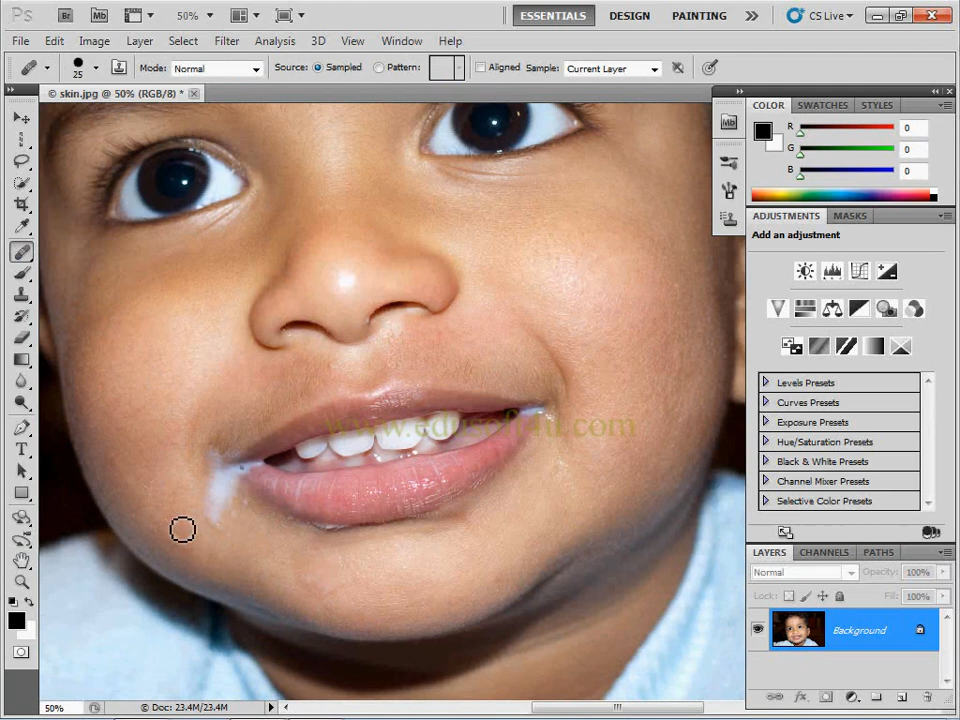 Ps Br Mb 50% ESSENTIALS DESIGN PAINTING CS Live
File Edit Image Layer Select Filter Analysis 3D View Window Help
25 Mode: Normal Source: Sampled Pattern: Aligned Sample: Current Layer
© skin.jpg @ 50% (RGB/8) *
COLOR SWATCHES STYLES
Mb
R 0
G 0
B 0
ADJUSTMENTS MASKS
Add an adjustment
Levels Presets
Curves Presets
Exposure Presets
Hue/Saturation Presets
Black & White Presets
Channel Mixer Presets
Selective Color Presets
www.edusoft4u.com
LAYERS CHANNELS PATHS
Normal Opacity: 100%
Lock: Fill: 100%
Background
50% © Doc: 23.4M/23.4M